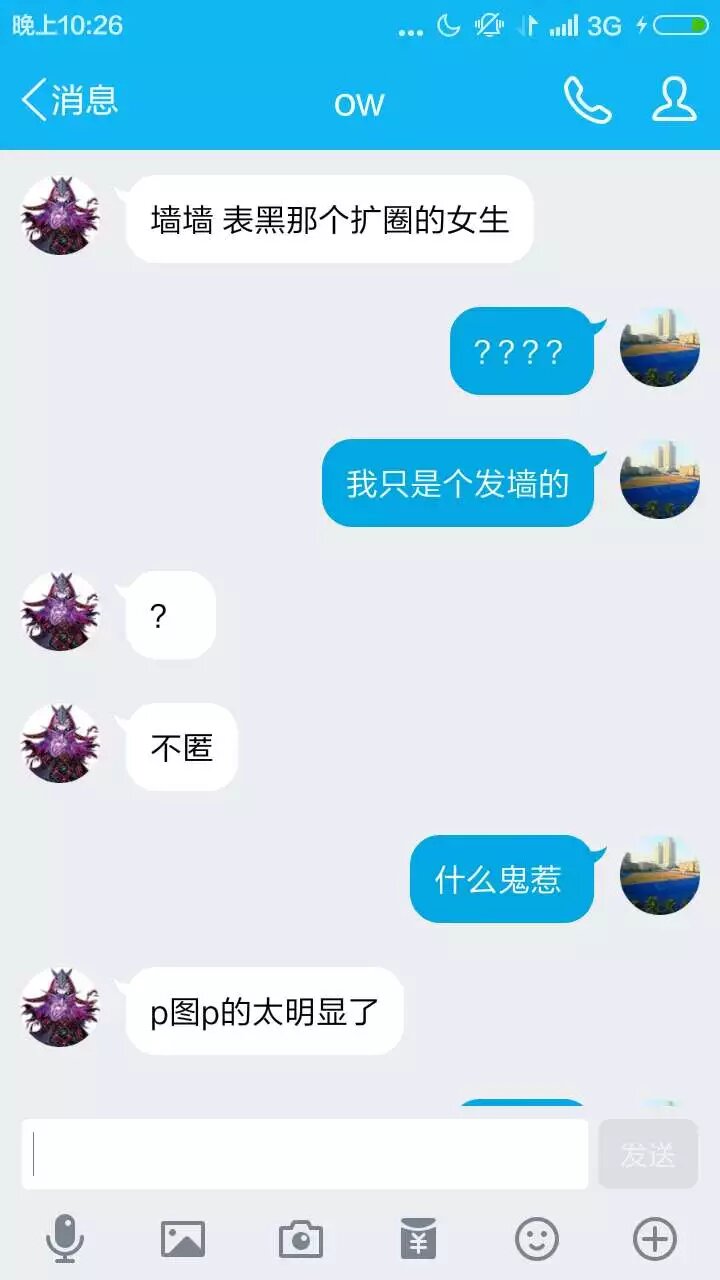 晚上10:26
3G
消息
ow
墙墙 表黑那个扩圈的女生
????
我只是个发墙的
?
不匿
什么鬼惹
p图p的太明显了
发送
¥